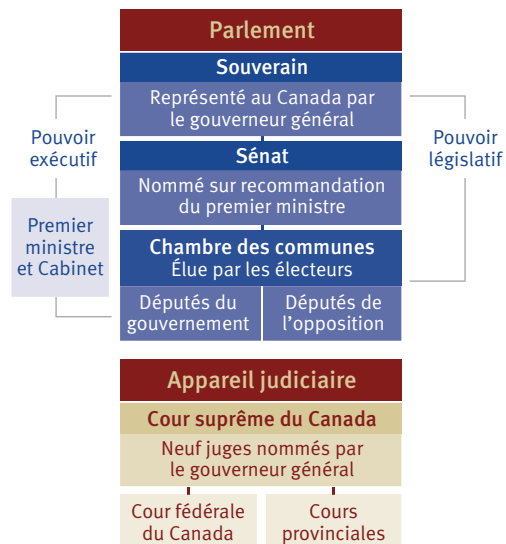 Parlement
Souverain
Représenté au Canada par
le gouverneur général
Pouvoir
exécutif
Pouvoir
législatif
Sénat
Nommé sur recommandation
du premier ministre
Premier
ministre
et Cabinet
Chambre des communes
Élue par les électeurs
Députés du
gouvernement
Députés de
l'opposition
Appareil judiciaire
Cour suprême du Canada
Neuf juges nommés par
le gouverneur général
Cour fédérale
du Canada
Cours
provinciales